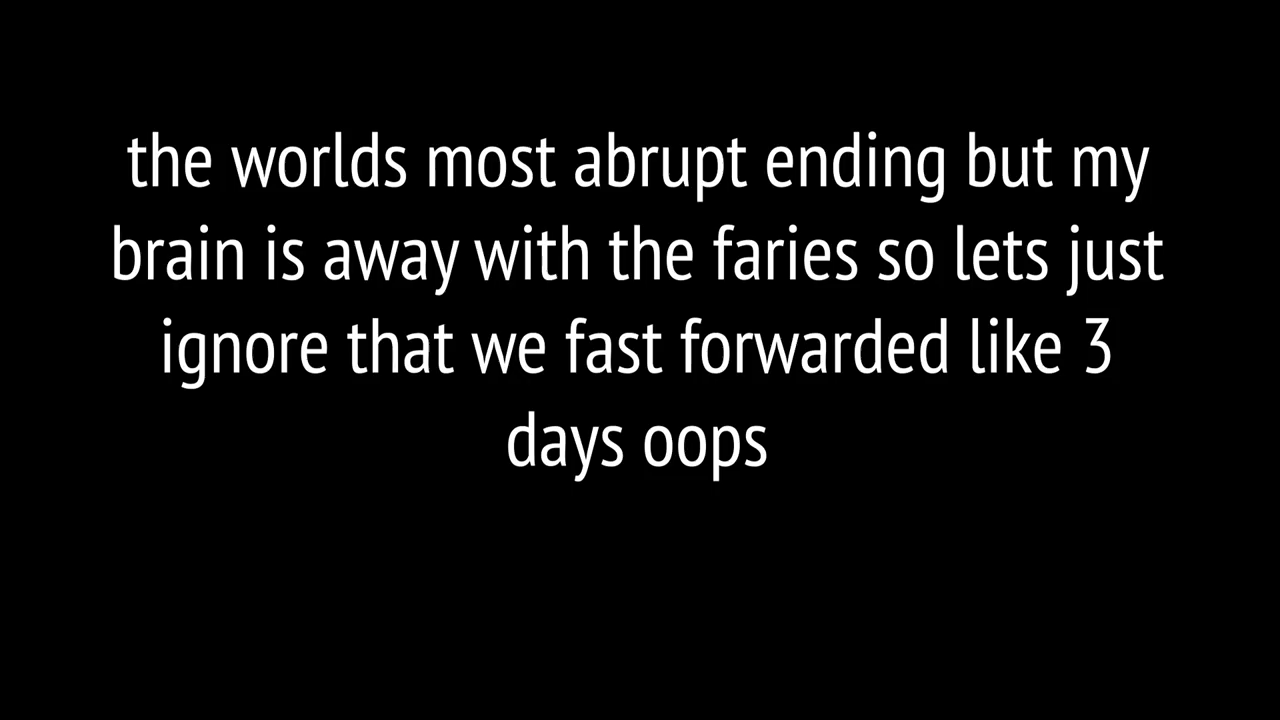 the worlds most abrupt ending but my
brain is away with the faries so lets just
ignore that we fast forwarded like 3
days oops